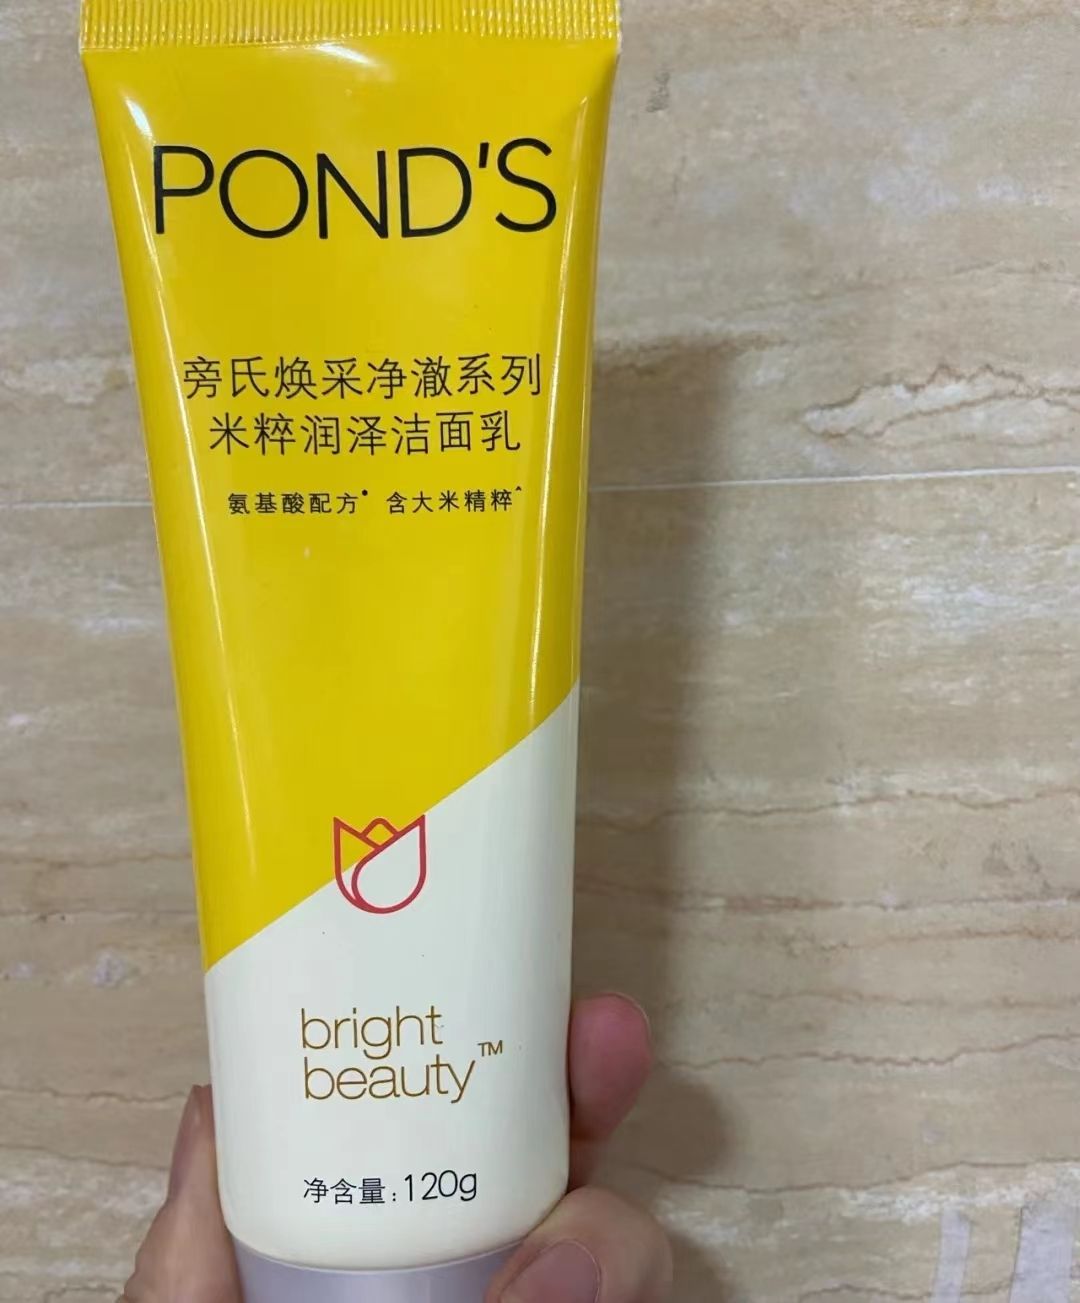 POND'S
旁氏焕采净澈系列
米粹润泽洁面乳
氨基酸配方• 含大米精粹^
bright
beauty™
净含量：120g